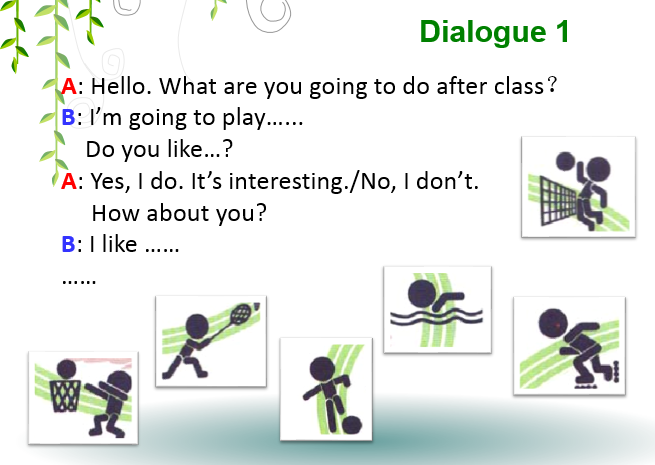 Dialogue 1
A: Hello. What are you going to do after class？
B: I’m going to play…...
Do you like…?
A: Yes, I do. It’s interesting./No, I don’t.
How about you?
B: I like ……
……